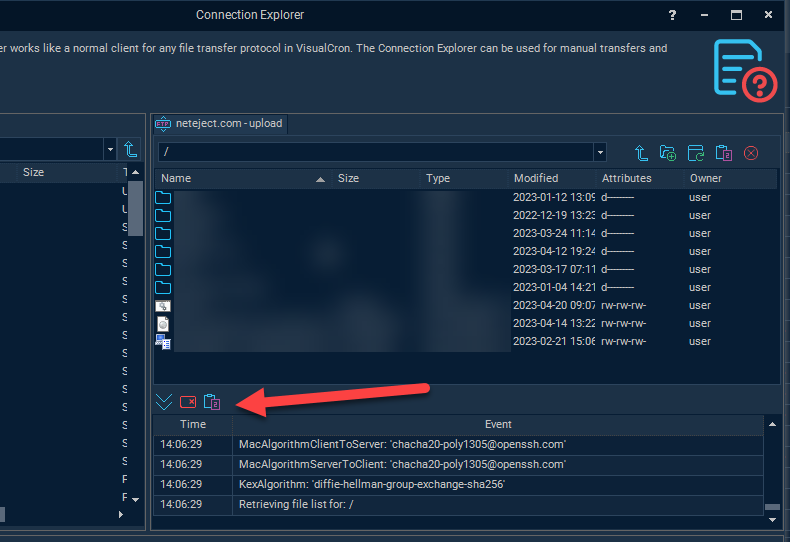 Connection Explorer
er works like a normal client for any file transfer protocol in VisualCron. The Connection Explorer can be used for manual transfers and
FTP neteject.com - upload
/
Size T
U
U
S
S
S
S
S
S
S
S
S
S
S
S
S
S
F
F
Name Size Type Modified Attributes Owner
2023-01-12 13:09 d--------- user
2022-12-19 13:23 d--------- user
2023-03-24 11:14 d--------- user
2023-04-12 19:24 d--------- user
2023-03-17 07:11 d--------- user
2023-01-04 14:21 d--------- user
2023-04-20 09:07 rw-rw-rw- user
2023-04-14 13:22 rw-rw-rw- user
2023-02-21 15:06 rw-rw-rw- user
Time Event
14:06:29 MacAlgorithmClientToServer: 'chacha20-poly1305@openssh.com'
14:06:29 MacAlgorithmServerToClient: 'chacha20-poly1305@openssh.com'
14:06:29 KexAlgorithm: 'diffie-hellman-group-exchange-sha256'
14:06:29 Retrieving file list for: /